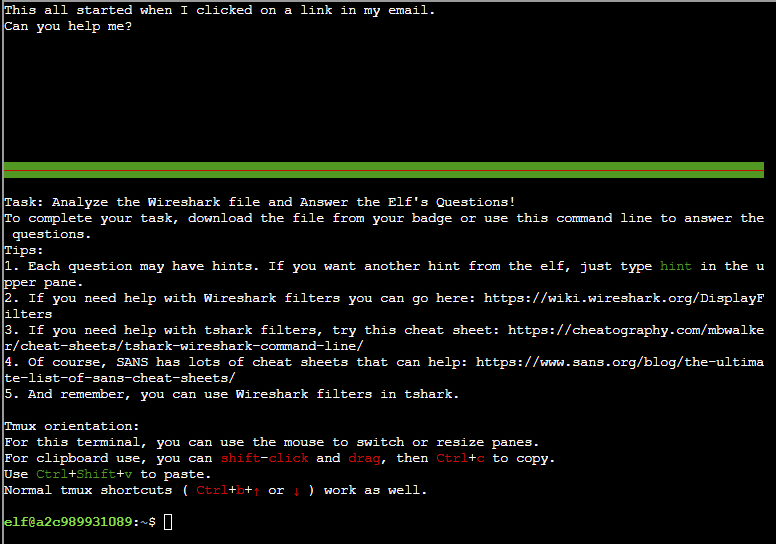 This all started when I clicked on a link in my email.
Can you help me?
Task: Analyze the Wireshark file and Answer the Elf's Questions!
To complete your task, download the file from your badge or use this command line to answer the
 questions.
Tips:
1. Each question may have hints. If you want another hint from the elf, just type hint in the u
pper pane.
2. If you need help with Wireshark filters you can go here: https://wiki.wireshark.org/DisplayF
ilters
3. If you need help with tshark filters, try this cheat sheet: https://cheatography.com/mbwalke
r/cheat-sheets/tshark-wireshark-command-line/
4. Of course, SANS has lots of cheat sheets that can help: https://www.sans.org/blog/the-ultima
te-list-of-sans-cheat-sheets/
5. And remember, you can use Wireshark filters in tshark.
Tmux orientation:
For this terminal, you can use the mouse to switch or resize panes.
For clipboard use, you can shift-click and drag, then Ctrl+c to copy.
Use Ctrl+Shift+v to paste.
Normal tmux shortcuts ( Ctrl+b+↑ or ↓ ) work as well.
elf@a2c989931089:~$